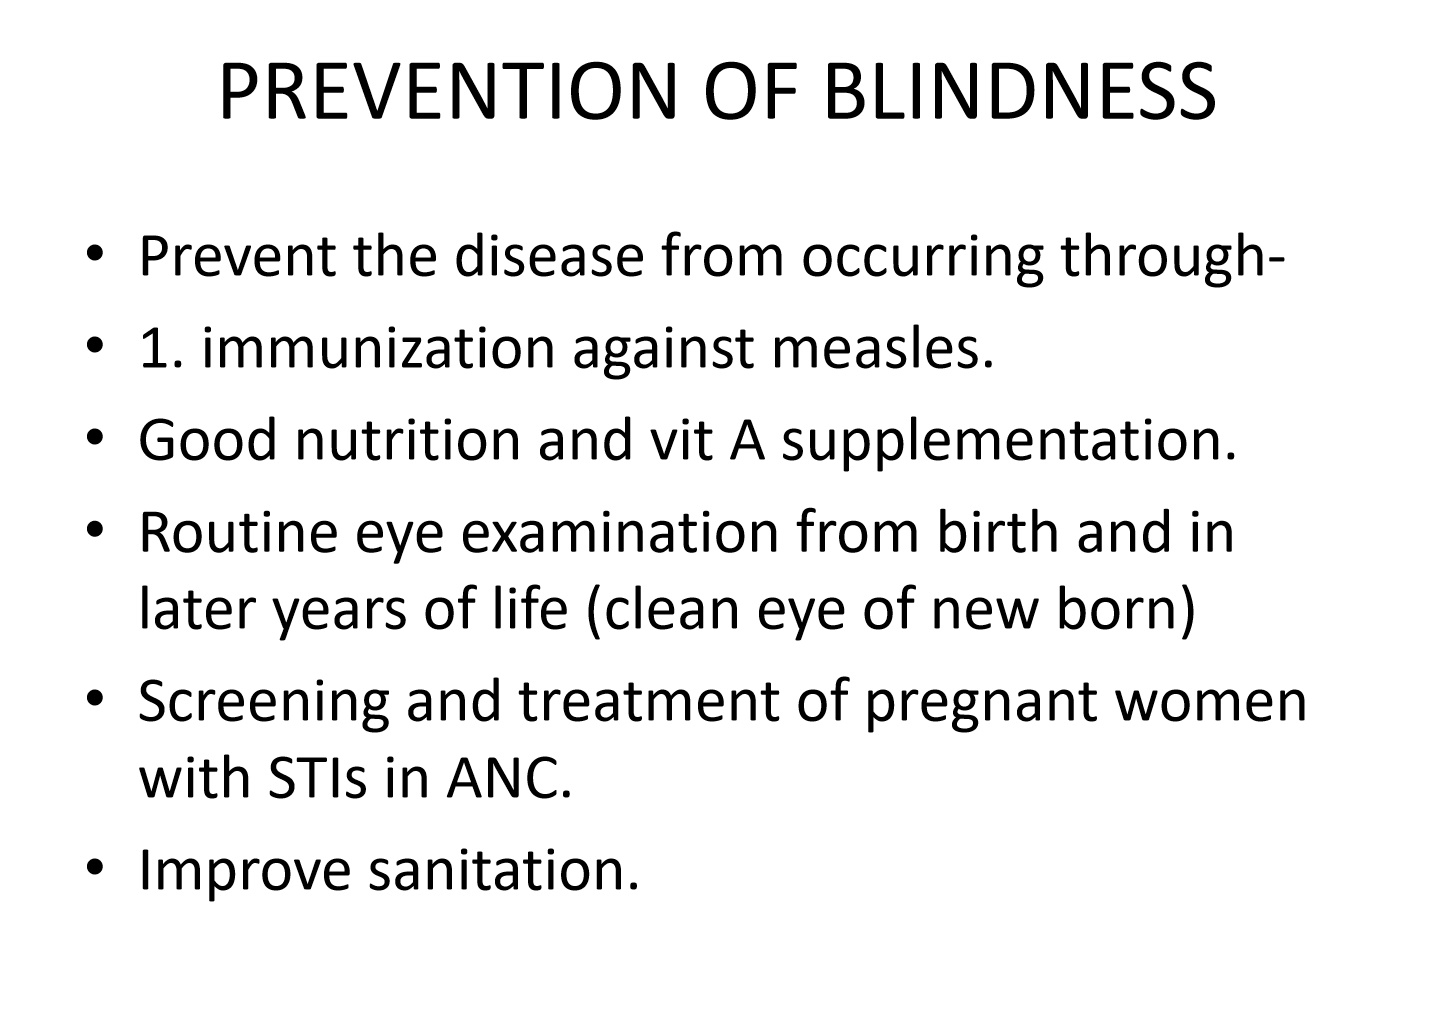 PREVENTION OF BLINDNESS
• Prevent the disease from occurring through-
• 1. immunization against measles.
• Good nutrition and vit A supplementation.
• Routine eye examination from birth and in
later years of life (clean eye of new born)
• Screening and treatment of pregnant women
with STIs in ANC.
• Improve sanitation.